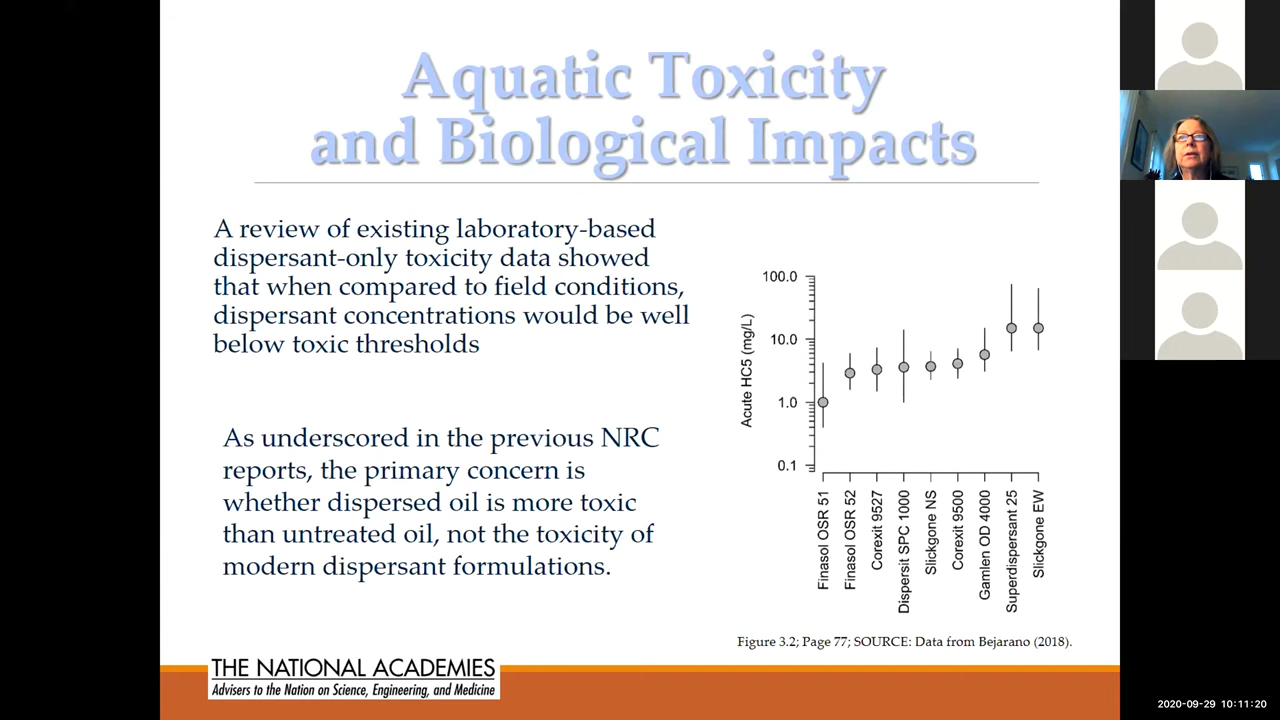 Aquatic Toxicity
and Biological Impacts
A review of existing laboratory-based
dispersant-only toxicity data showed
that when compared to field conditions,
dispersant concentrations would be well
below toxic thresholds
As underscored in the previous NRC
reports, the primary concern is
whether dispersed oil is more toxic
than untreated oil, not the toxicity of
modern dispersant formulations.
Acute HC5 (mg/L)
100.0
10.0
1.0
0.1
Finasol OSR 51
Finasol OSR 52
Corexit 9527
Dispersit SPC 1000
Slickgone NS
Corexit 9500
Gamlen OD 4000
Superdispersant 25
Slickgone EW
Figure 3.2; Page 77; SOURCE: Data from Bejarano (2018).
THE NATIONAL ACADEMIES
Advisers to the Nation on Science, Engineering, and Medicine
2020-09-29 10:11:20